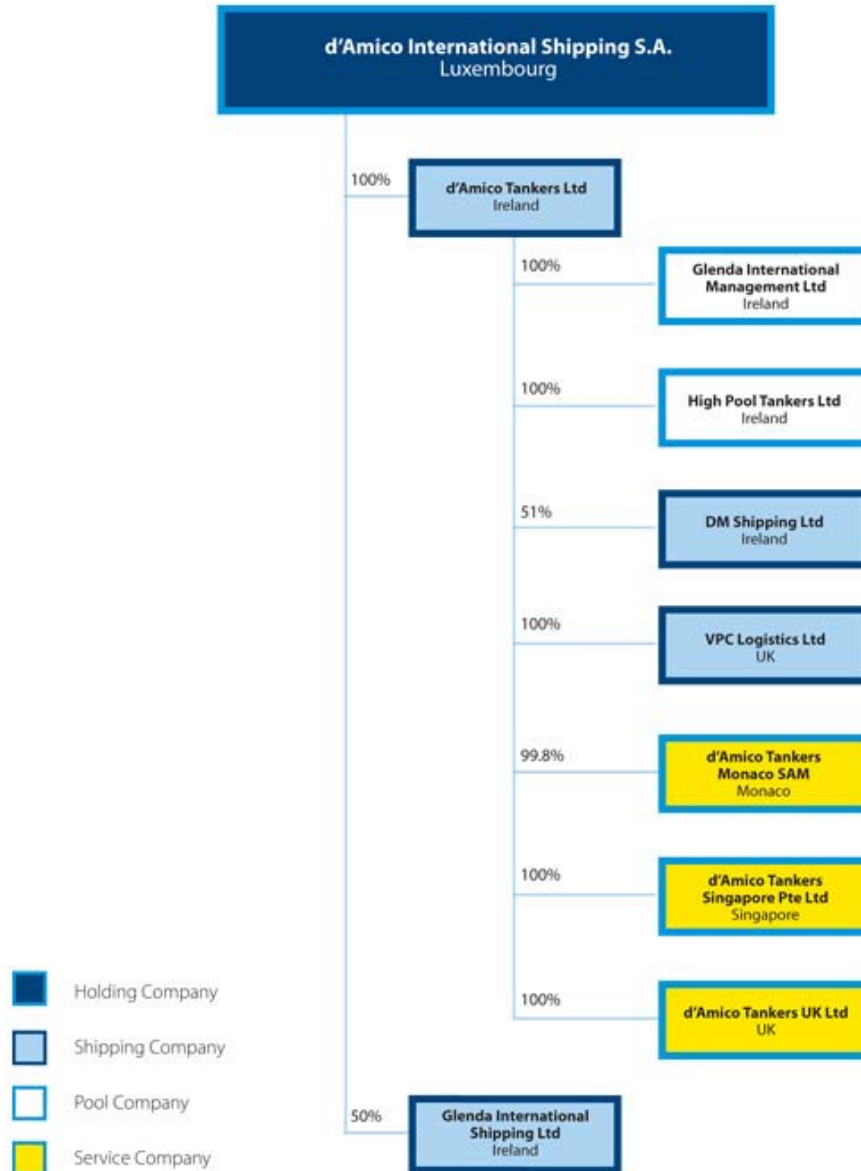 d'Amico International Shipping S.A.
Luxembourg
100%
d'Amico Tankers Ltd
Ireland
100%
Glenda International
Management Ltd
Ireland
100%
High Pool Tankers Ltd
Ireland
51%
DM Shipping Ltd
Ireland
100%
VPC Logistics Ltd
UK
99.8%
d'Amico Tankers
Monaco SAM
Monaco
100%
d'Amico Tankers
Singapore Pte Ltd
Singapore
100%
d'Amico Tankers UK Ltd
UK
50%
Glenda International
Shipping Ltd
Ireland
Holding Company
Shipping Company
Pool Company
Service Company